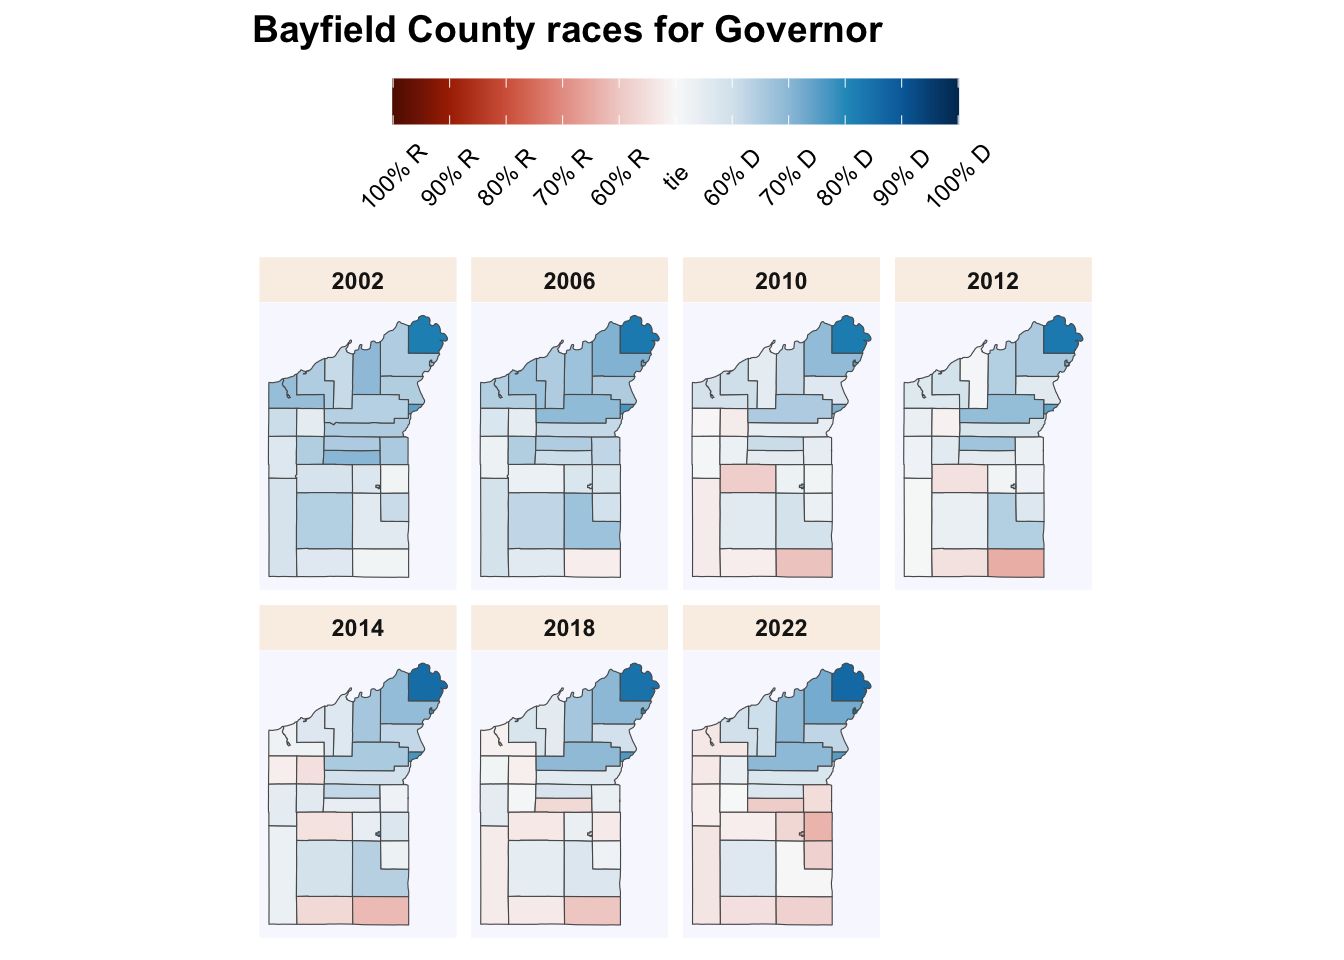 Bayfield County races for Governor
100% R
90% R
80% R
70% R
60% R
tie
60% D
70% D
80% D
90% D
100% D
2002
2006
2010
2012
2014
2018
2022